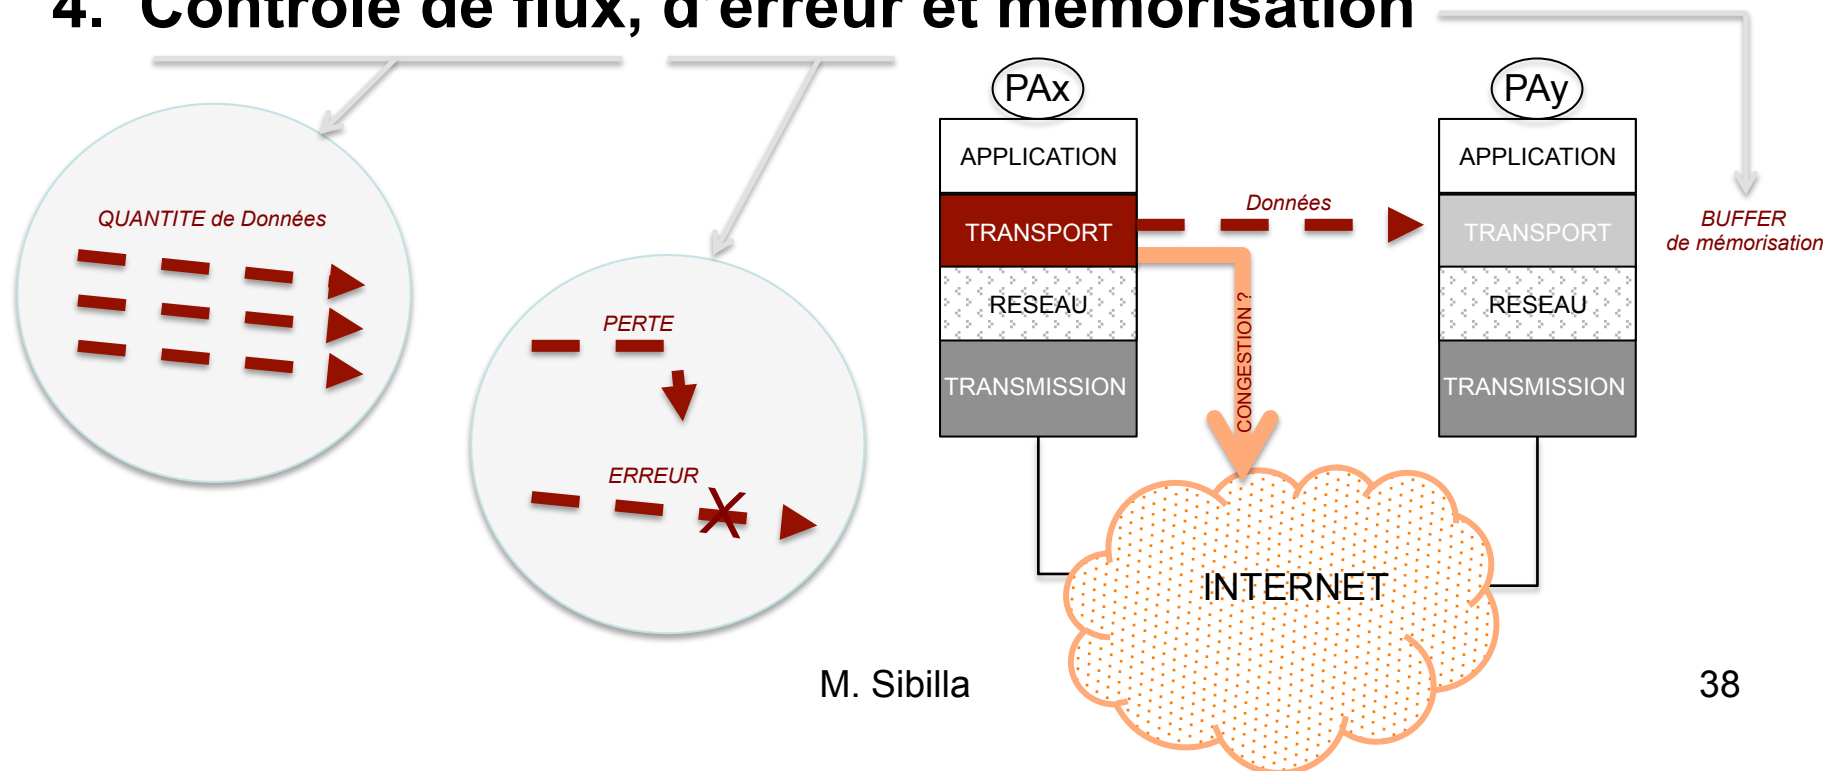 4. Contrôle de flux, d'erreur et mémorisation
QUANTITE de Données
PERTE
ERREUR
PAx
APPLICATION
TRANSPORT
RESEAU
TRANSMISSION
Données
CONGESTION ?
PAy
APPLICATION
TRANSPORT
RESEAU
TRANSMISSION
BUFFER
de mémorisation
INTERNET
M. Sibilla
38